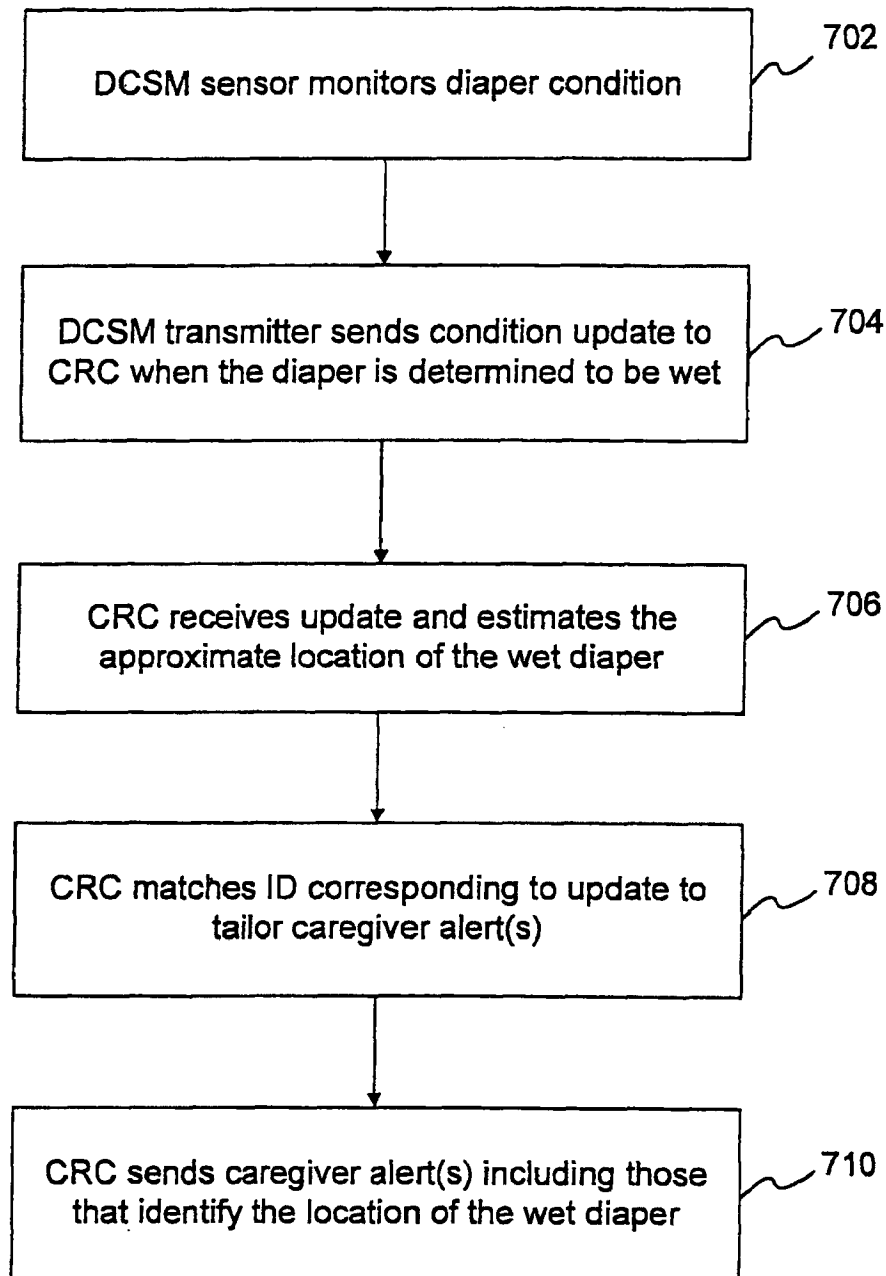 702
DCSM sensor monitors diaper condition
DCSM transmitter sends condition update to
CRC when the diaper is determined to be wet
704
CRC receives update and estimates the
approximate location of the wet diaper
706
CRC matches ID corresponding to update to
tailor caregiver alert(s)
708
CRC sends caregiver alert(s) including those
that identify the location of the wet diaper
710